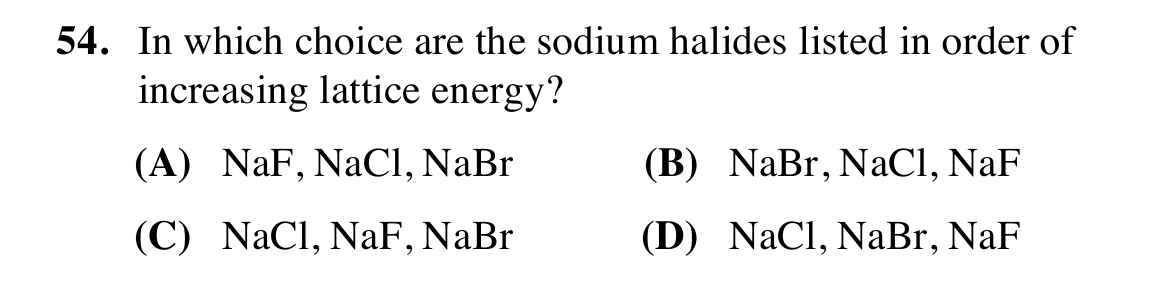 54. In which choice are the sodium halides listed in order of
increasing lattice energy?
(A) NaF, NaCl, NaBr (B) NaBr, NaCl, NaF
(C) NaCl, NaF, NaBr (D) NaCl, NaBr, NaF